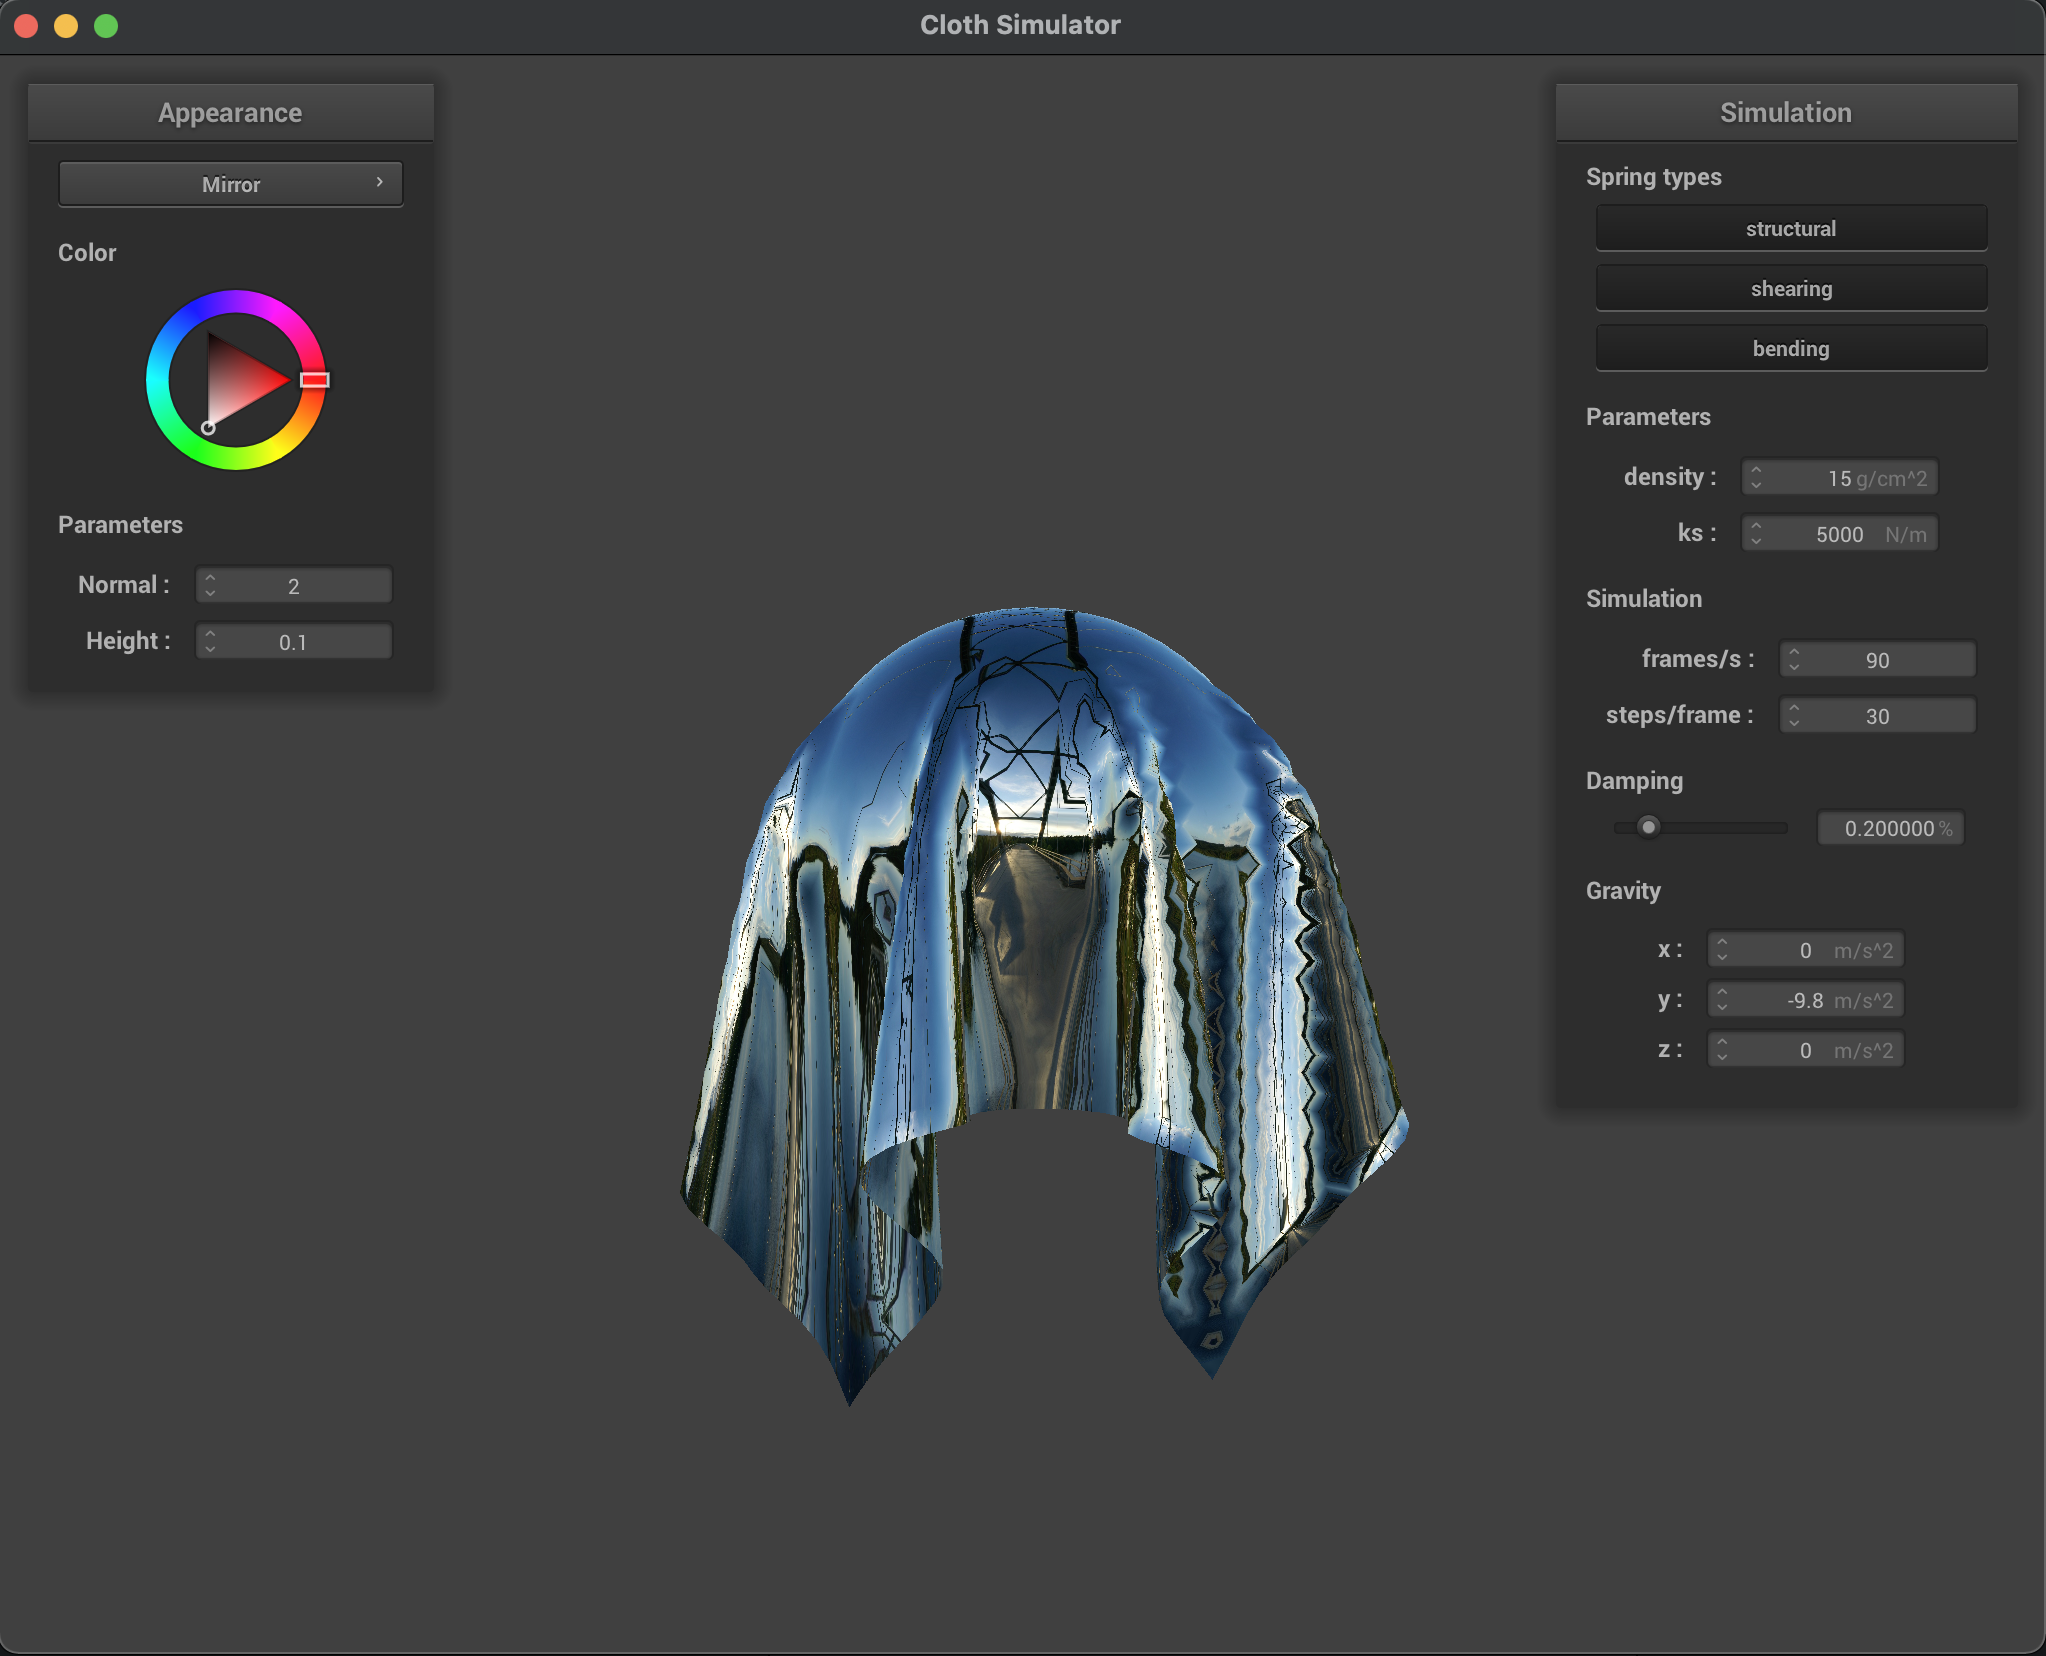 Cloth Simulator
Appearance
Mirror
Color
Parameters
Normal : 2
Height : 0.1
Simulation
Spring types
structural
shearing
bending
Parameters
density : 15 g/cm^2
ks : 5000 N/m
Simulation
frames/s : 90
steps/frame : 30
Damping
0.200000 %
Gravity
x : 0 m/s^2
y : -9.8 m/s^2
z : 0 m/s^2